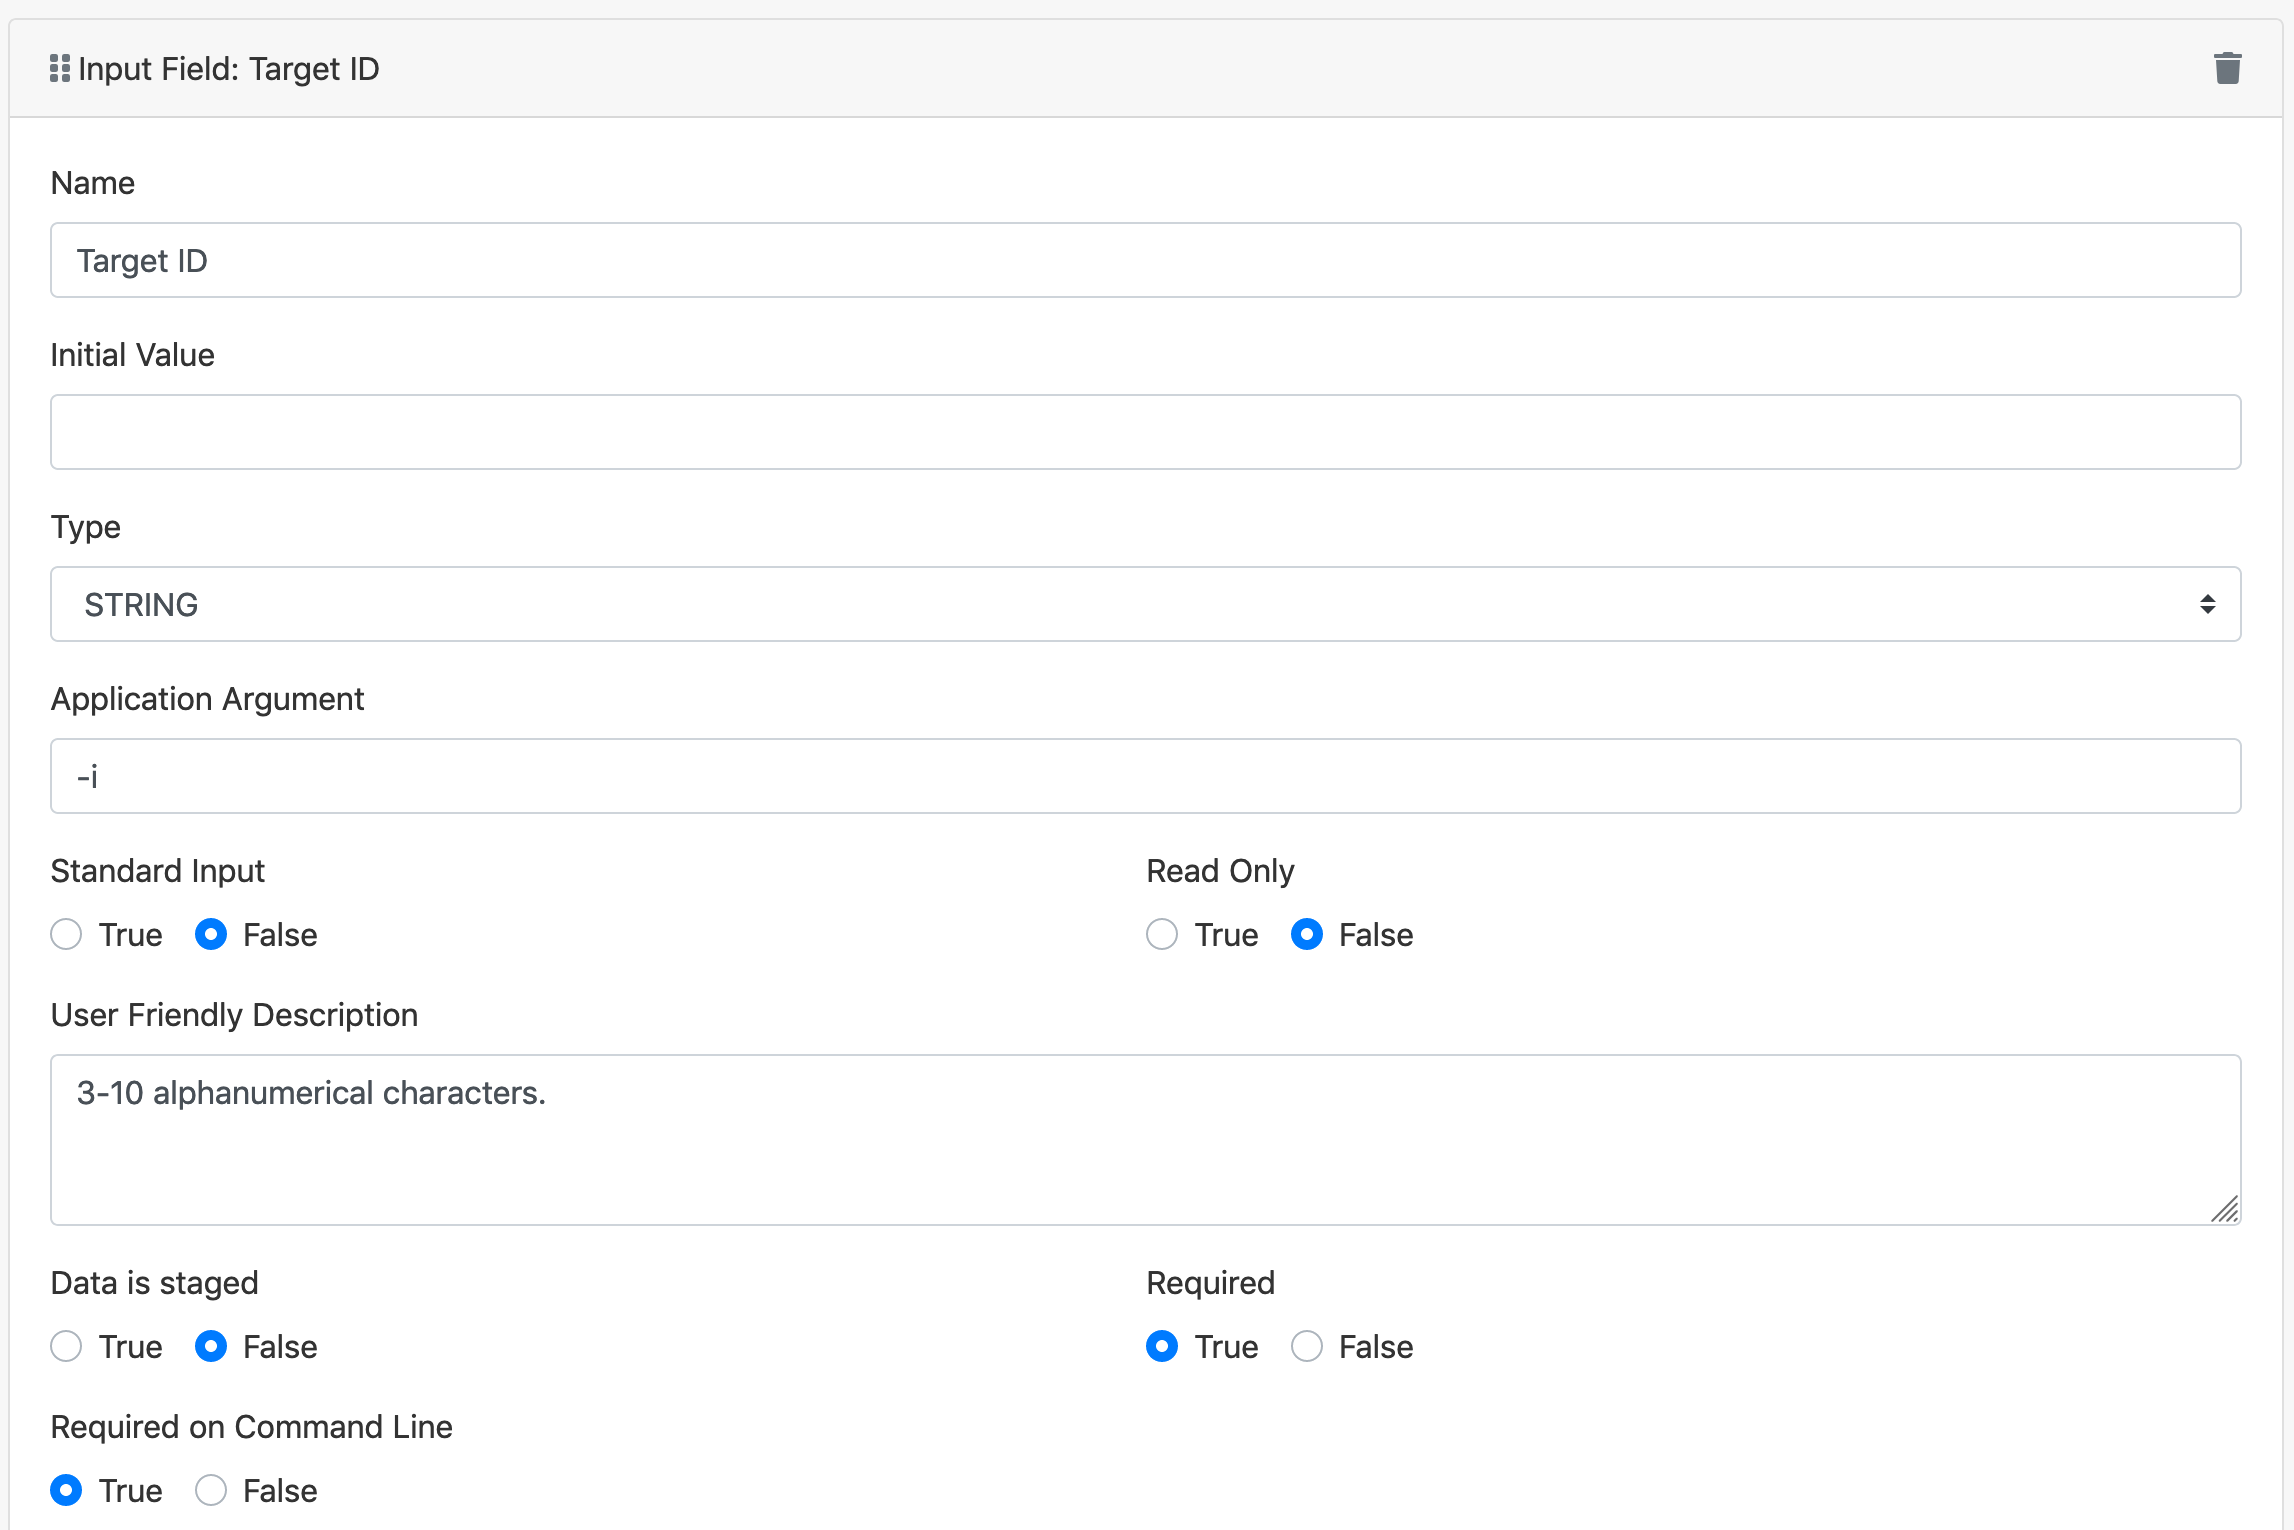 Input Field: Target ID
Name
Target ID
Initial Value
Type
STRING
Application Argument
-i
Standard Input
Read Only
True False
True False
User Friendly Description
3-10 alphanumerical characters.
Data is staged
Required
True False
True False
Required on Command Line
True False